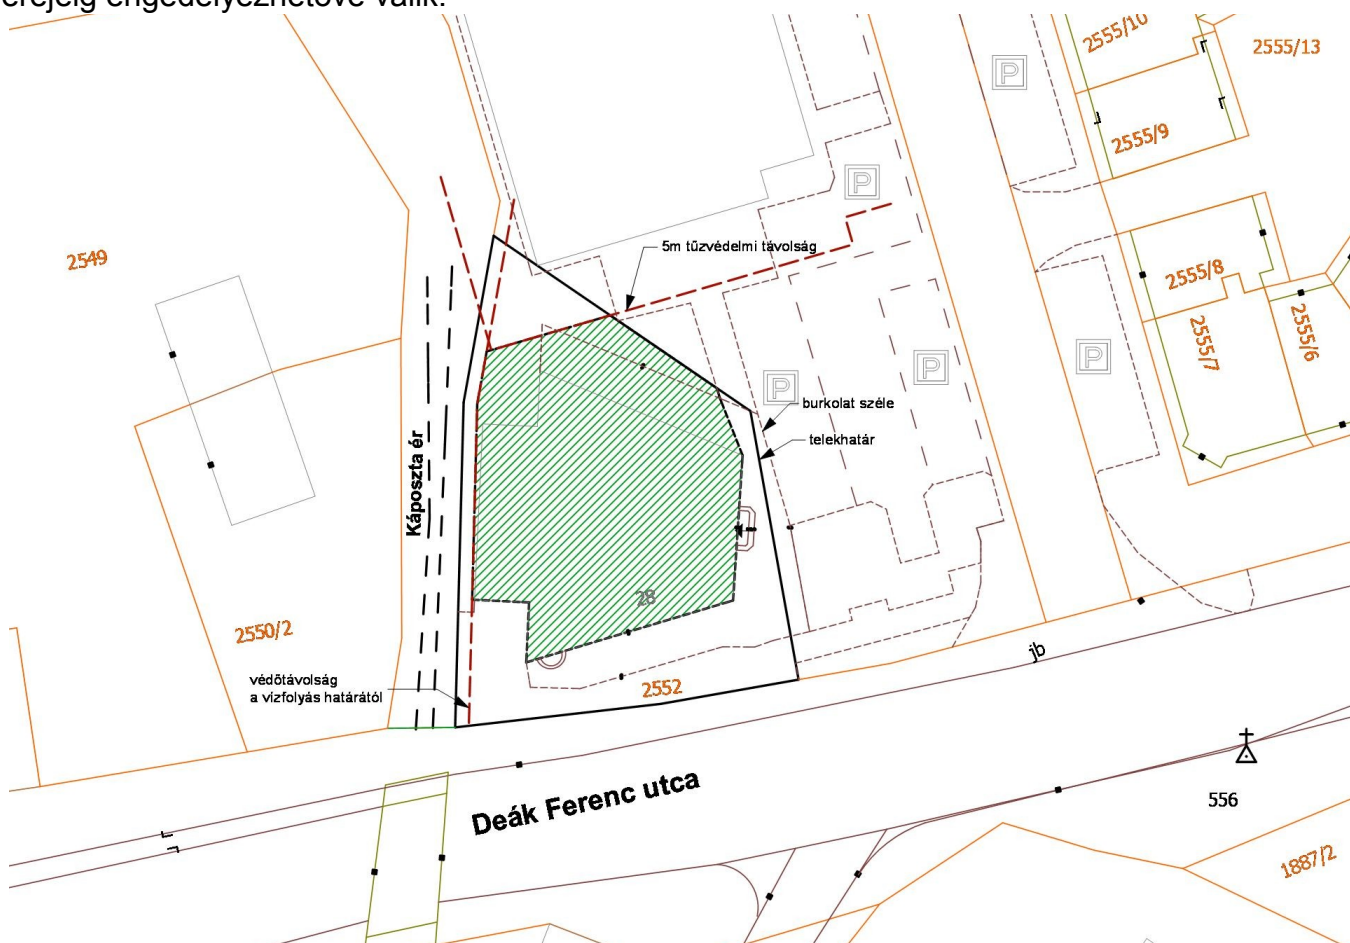 erejéig engedélyezhetővé válik.
2555/10
2555/13
P
2555/9
P
2549
5m tűzvédelmi távolság
2555/8
2555/7
2555/6
P
P
P
burkolat széle
telekhatár
Káposzta ér
28
2550/2
védőtávolság
a vízfolyás határától
2552
jb
Deák Ferenc utca
556
1887/2